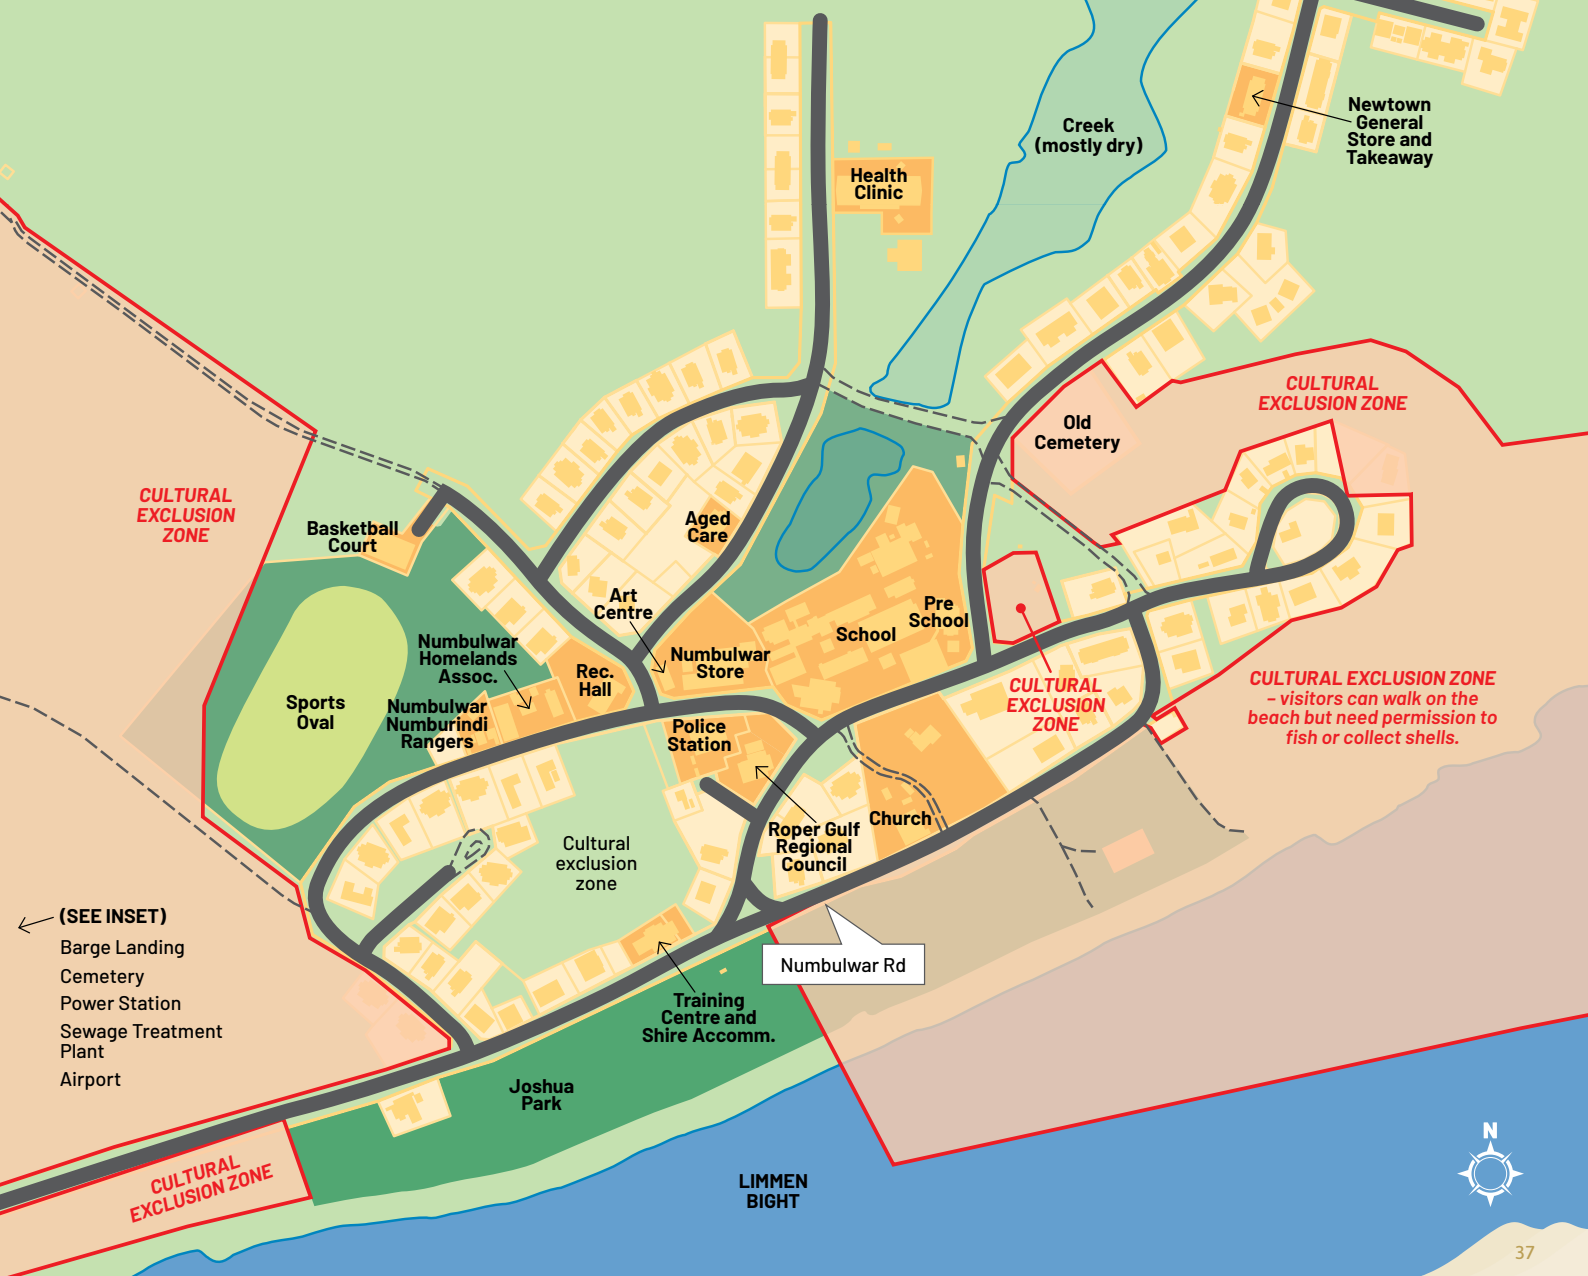 Newtown
General
Store and
Takeaway
Creek
(mostly dry)
Health
Clinic
CULTURAL
EXCLUSION ZONE
Old
Cemetery
CULTURAL
EXCLUSION
ZONE
Basketball
Court
Aged
Care
Art
Centre
Pre
School
School
Numbulwar
Homelands
Assoc.
Numbulwar
Store
Rec.
Hall
Sports
Oval
Numbulwar
Numburindi
Rangers
Police
Station
CULTURAL
EXCLUSION
ZONE
CULTURAL EXCLUSION ZONE
– visitors can walk on the
beach but need permission to
fish or collect shells.
Church
Roper Gulf
Regional
Council
Cultural
exclusion
zone
(SEE INSET)
Barge Landing
Cemetery
Power Station
Sewage Treatment
Plant
Airport
Numbulwar Rd
Training
Centre and
Shire Accomm.
Joshua
Park
CULTURAL
EXCLUSION ZONE
LIMMEN
BIGHT
N
37